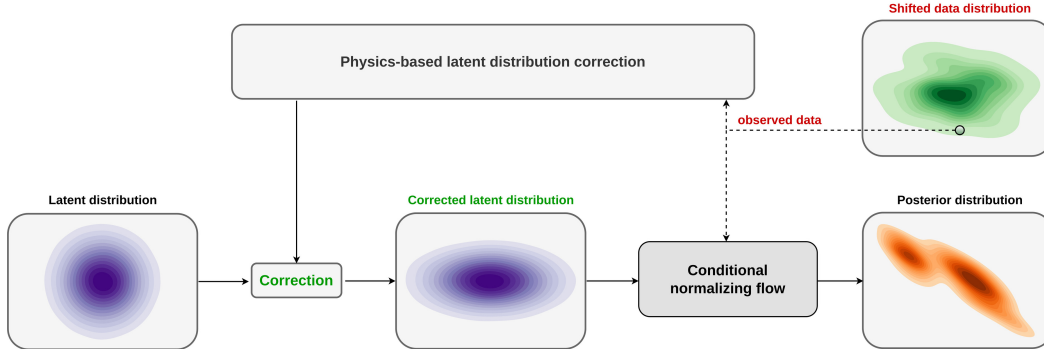 Shifted data distribution
Physics-based latent distribution correction
observed data
Latent distribution
Corrected latent distribution
Posterior distribution
Correction
Conditional
normalizing flow